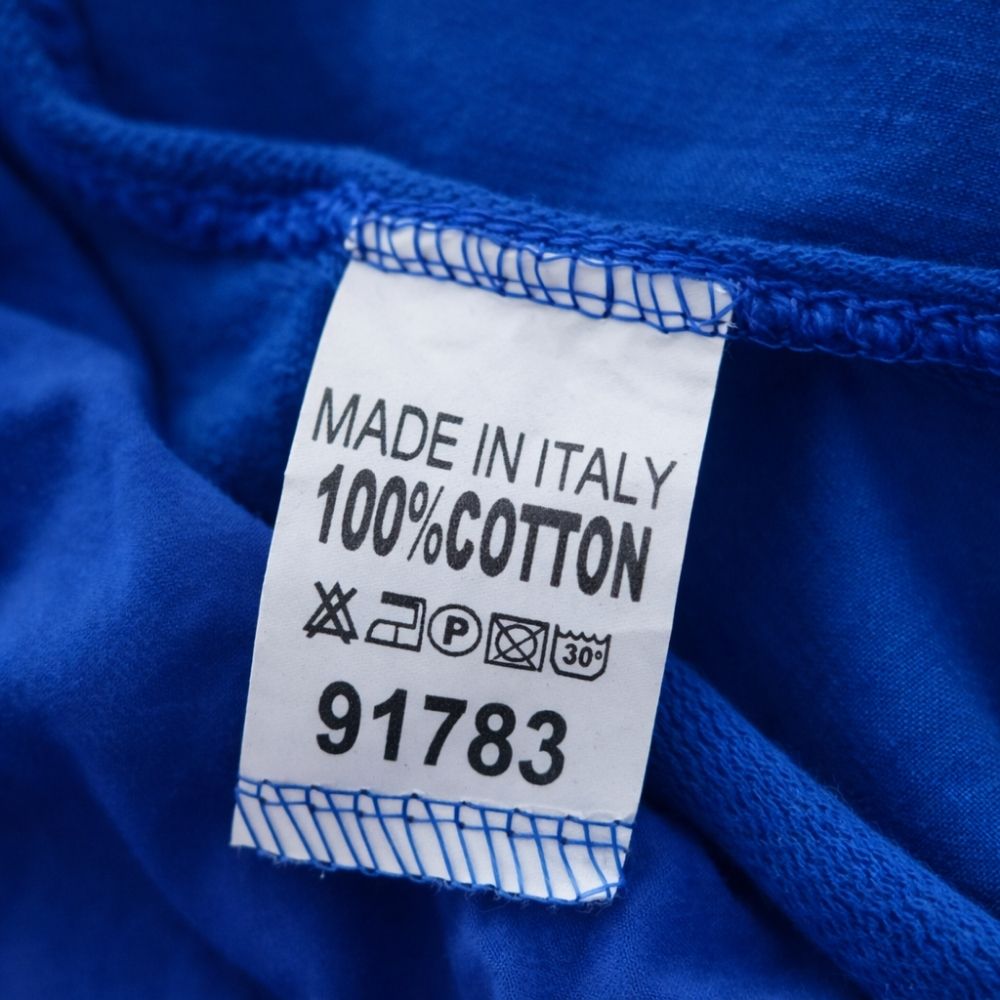 MADE IN ITALY
100%COTTON
P 30°
91783